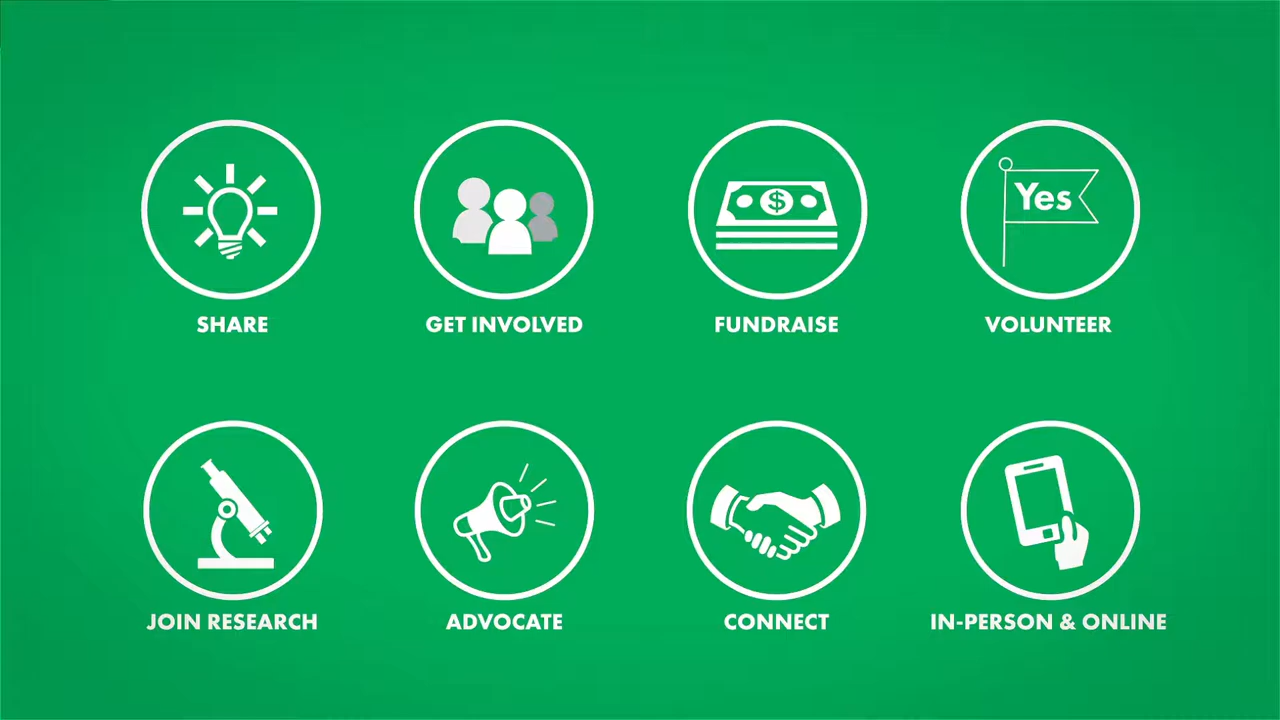 Yes
SHARE
GET INVOLVED
FUNDRAISE
VOLUNTEER
JOIN RESEARCH
ADVOCATE
CONNECT
IN-PERSON & ONLINE